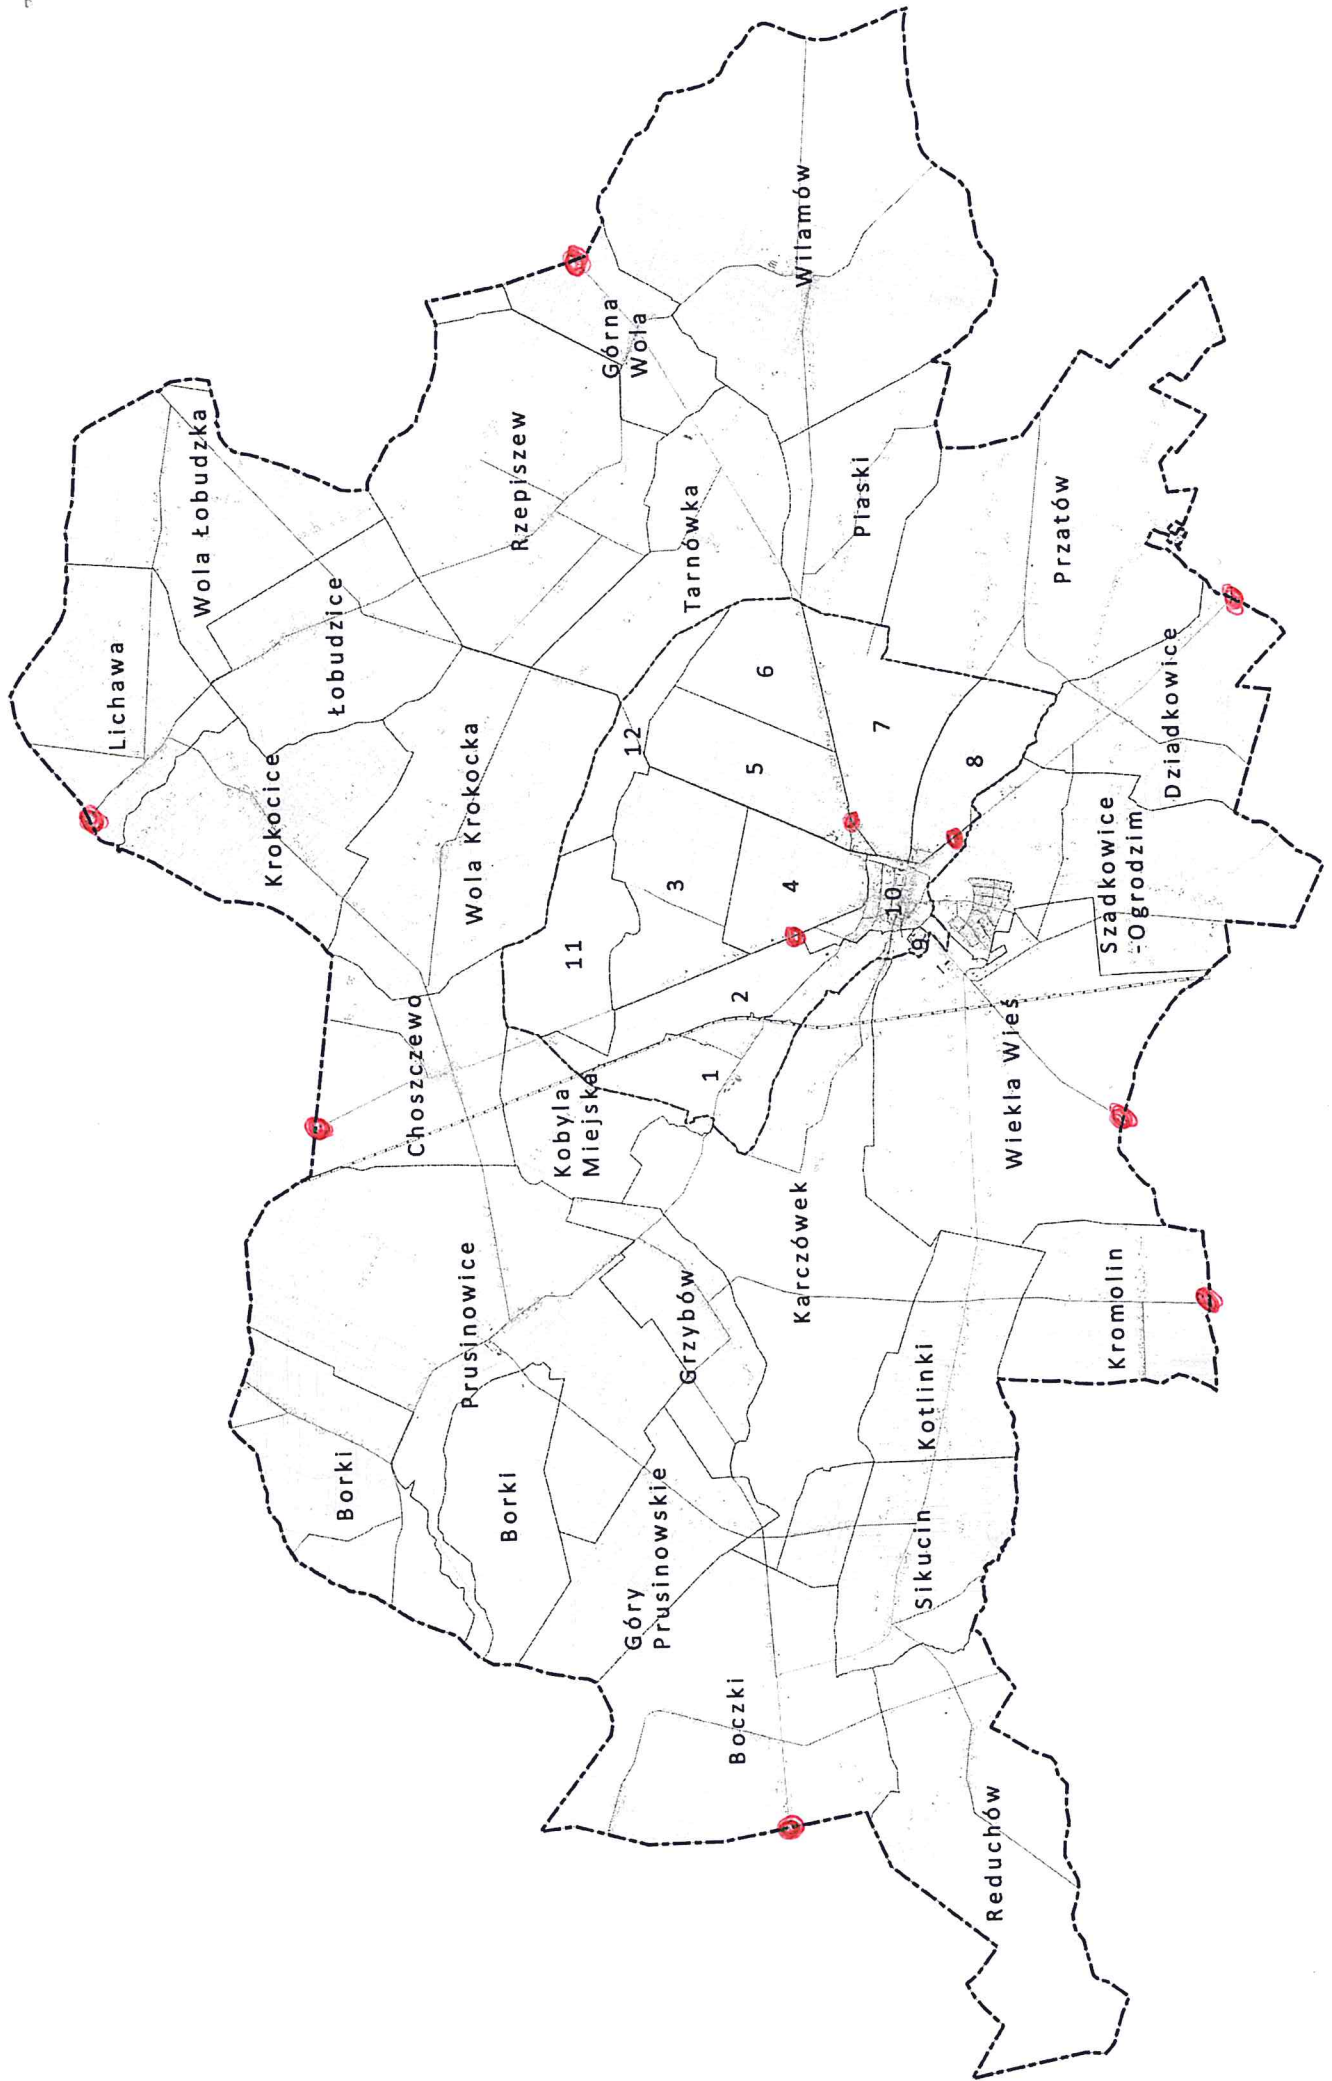 Lichawa
Wola Łobudzka
Krokocice
Łobudzice
Borki
Choszczewo
Prusinowice
Wola Krokocka
Borki
Rzepiszew
Kobyla
Miejska
11
Górna
Wola
Góry
Prusinowskie
12
3
Grzybów
Tarnówka
1
Boczki
2
5
6
4
Karczówek
Wilamów
Piaski
7
10
9
Sikucin
Kotlinki
8
Reduchów
Wiekla Wieś
Przatów
Szadkowice
-Ogrodzim
Kromolin
Dziadkowice